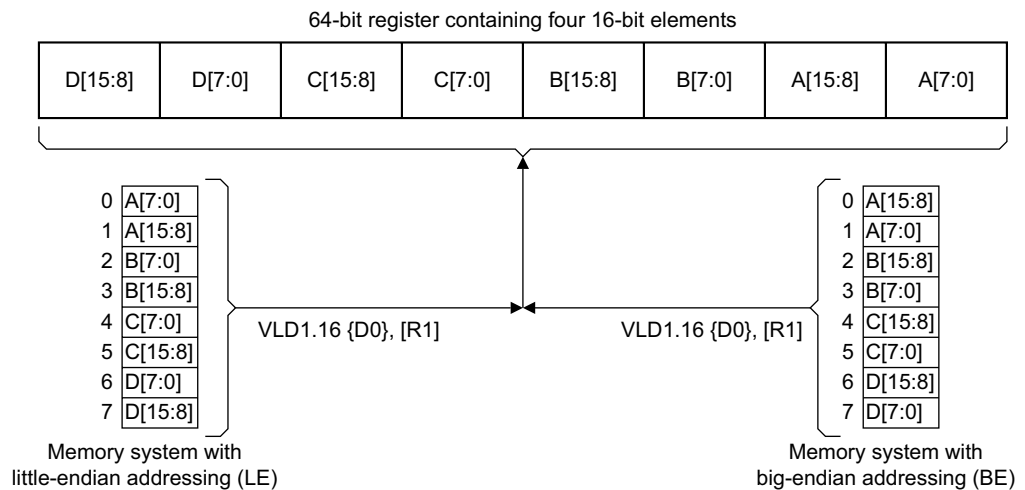 64-bit register containing four 16-bit elements
D[15:8] D[7:0] C[15:8] C[7:0] B[15:8] B[7:0] A[15:8] A[7:0]
0 A[7:0]
1 A[15:8]
2 B[7:0]
3 B[15:8]
4 C[7:0]
5 C[15:8]
6 D[7:0]
7 D[15:8]
VLD1.16 {D0}, [R1]
Memory system with
little-endian addressing (LE)
VLD1.16 {D0}, [R1]
0 A[15:8]
1 A[7:0]
2 B[15:8]
3 B[7:0]
4 C[15:8]
5 C[7:0]
6 D[15:8]
7 D[7:0]
Memory system with
big-endian addressing (BE)